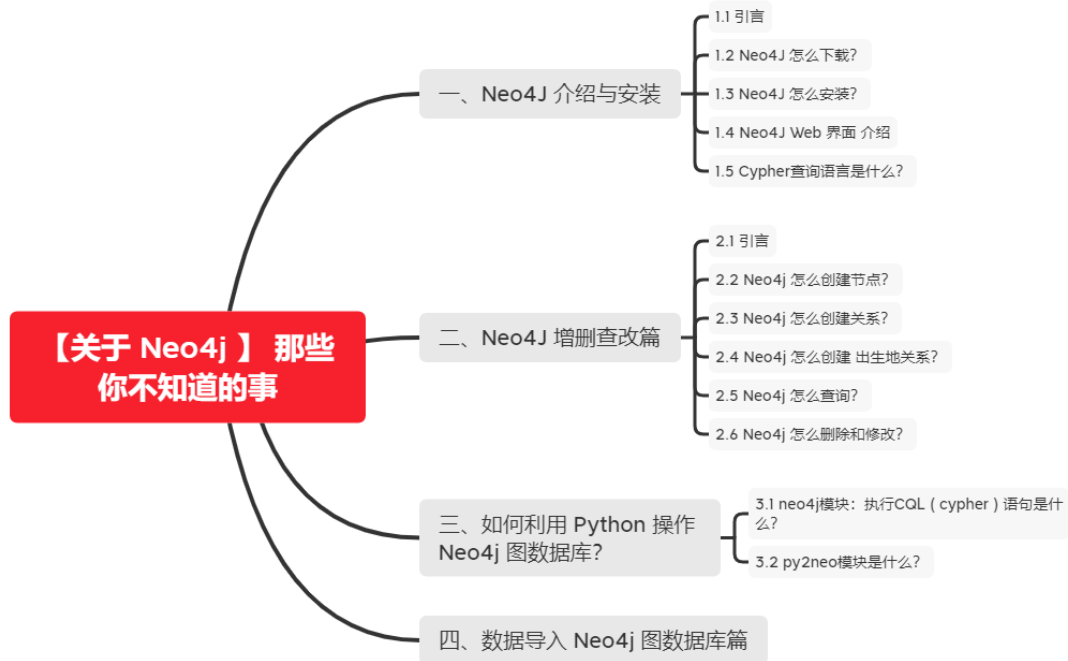 【关于 Neo4j 】 那些
你不知道的事
一、Neo4J 介绍与安装
1.1 引言
1.2 Neo4J 怎么下载?
1.3 Neo4J 怎么安装?
1.4 Neo4J Web 界面 介绍
1.5 Cypher查询语言是什么?
二、Neo4J 增删查改篇
2.1 引言
2.2 Neo4j 怎么创建节点?
2.3 Neo4j 怎么创建关系?
2.4 Neo4j 怎么创建 出生地关系?
2.5 Neo4j 怎么查询?
2.6 Neo4j 怎么删除和修改?
三、如何利用 Python 操作
Neo4j 图数据库?
3.1 neo4j模块：执行CQL ( cypher ) 语句是什
么?
3.2 py2neo模块是什么?
四、数据导入 Neo4j 图数据库篇